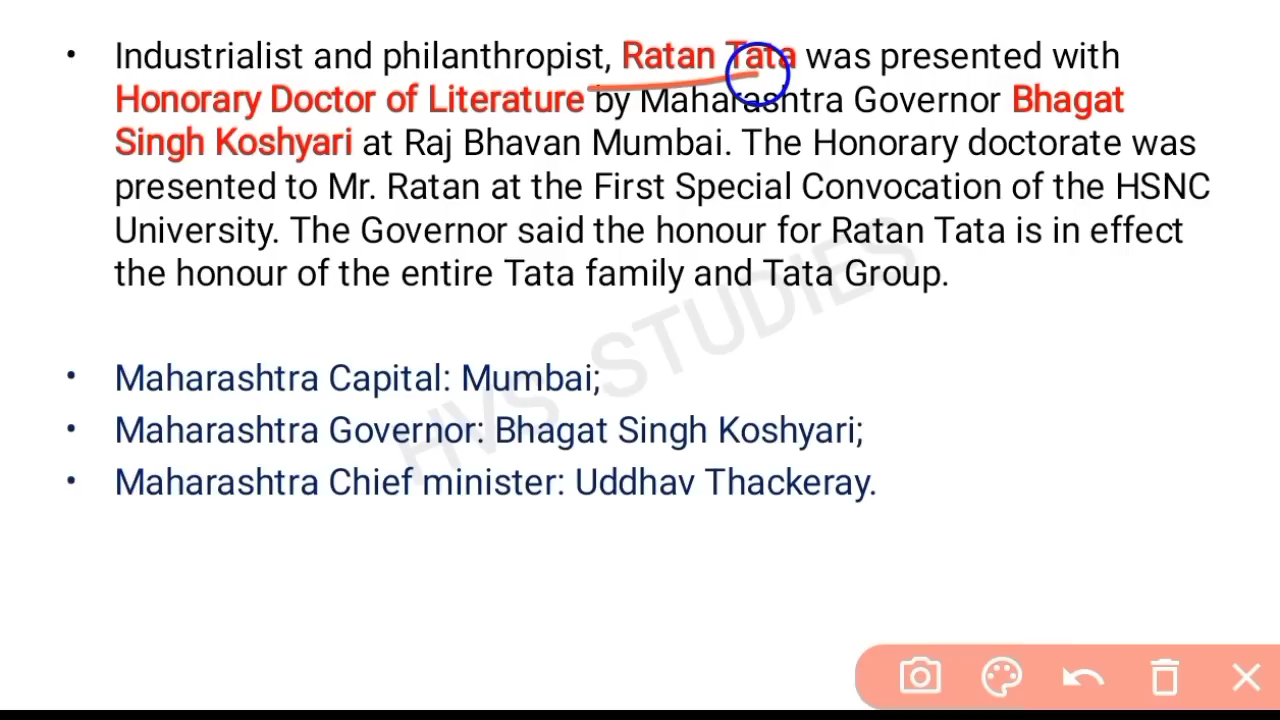 • Industrialist and philanthropist, Ratan Tata was presented with
Honorary Doctor of Literature by Maharashtra Governor Bhagat
Singh Koshyari at Raj Bhavan Mumbai. The Honorary doctorate was
presented to Mr. Ratan at the First Special Convocation of the HSNC
University. The Governor said the honour for Ratan Tata is in effect
the honour of the entire Tata family and Tata Group.
HVS STUDIES
• Maharashtra Capital: Mumbai;
• Maharashtra Governor: Bhagat Singh Koshyari;
• Maharashtra Chief minister: Uddhav Thackeray.